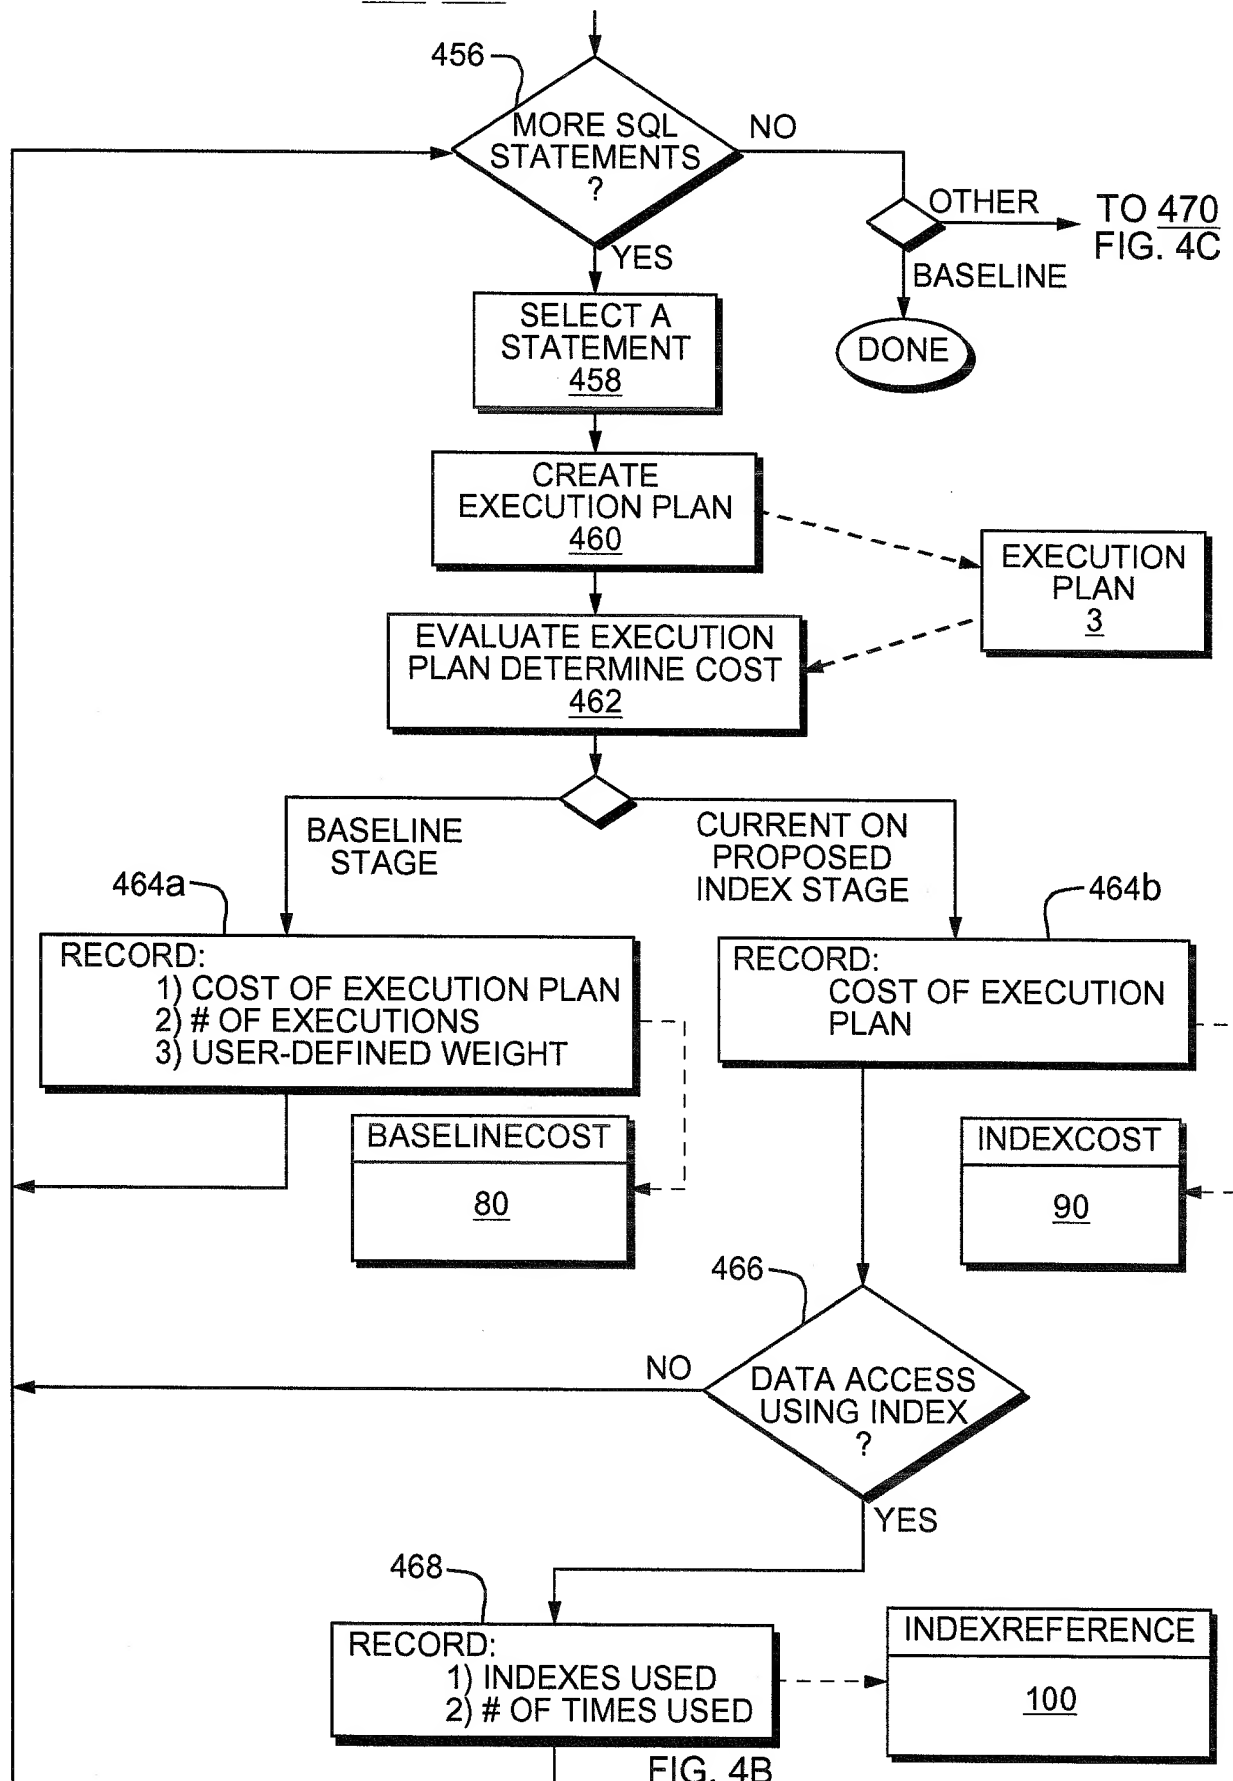 456
MORE SQL
STATEMENTS
?
NO
OTHER
TO 470
FIG. 4C
YES
BASELINE
SELECT A
STATEMENT
458
DONE
CREATE
EXECUTION PLAN
460
EXECUTION
PLAN
3
EVALUATE EXECUTION
PLAN DETERMINE COST
462
BASELINE
STAGE
CURRENT ON
PROPOSED
INDEX STAGE
464a
464b
RECORD:
1) COST OF EXECUTION PLAN
2) # OF EXECUTIONS
3) USER-DEFINED WEIGHT
RECORD:
COST OF EXECUTION
PLAN
BASELINECOST
80
INDEXCOST
90
466
NO
DATA ACCESS
USING INDEX
?
YES
468
RECORD:
1) INDEXES USED
2) # OF TIMES USED
INDEXREFERENCE
100
FIG. 4B